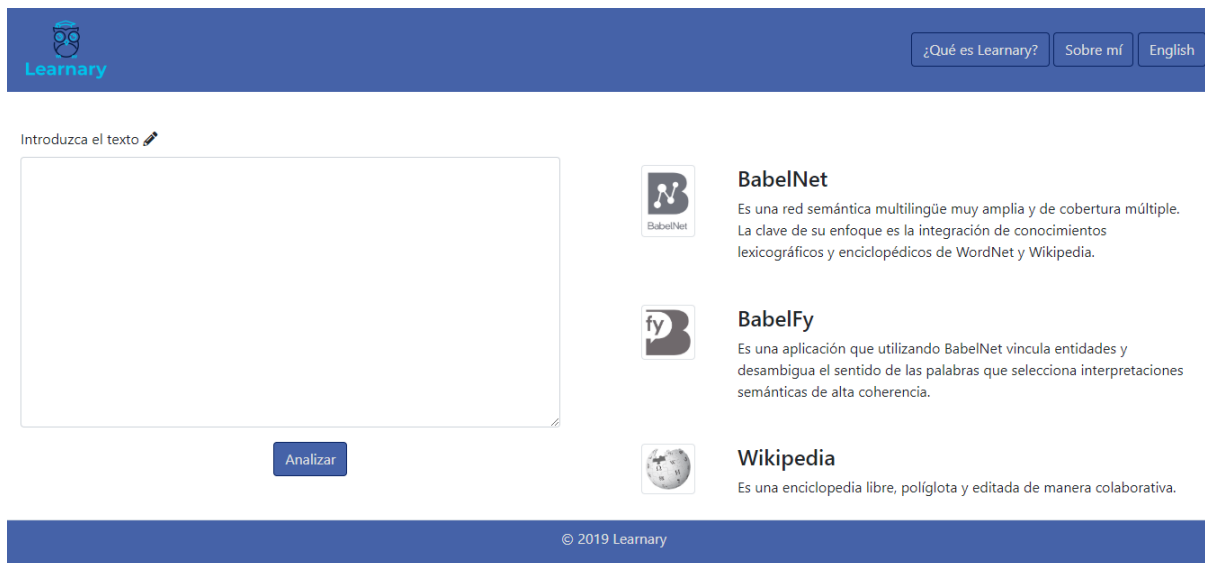 Learnary
¿Qué es Learnary?
Sobre mí
English
Introduzca el texto
Analizar
BabelNet
BabelNet
Es una red semántica multilingüe muy amplia y de cobertura múltiple.
La clave de su enfoque es la integración de conocimientos
lexicográficos y enciclopédicos de WordNet y Wikipedia.
fy
BabelFy
Es una aplicación que utilizando BabelNet vincula entidades y
desambigua el sentido de las palabras que selecciona interpretaciones
semánticas de alta coherencia.
Wikipedia
Es una enciclopedia libre, políglota y editada de manera colaborativa.
© 2019 Learnary